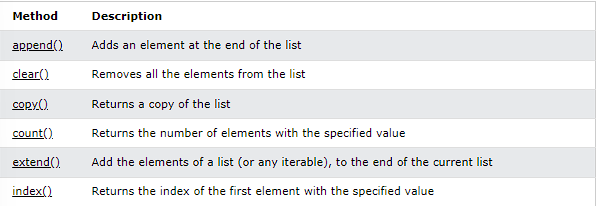 Method Description
append() Adds an element at the end of the list
clear() Removes all the elements from the list
copy() Returns a copy of the list
count() Returns the number of elements with the specified value
extend() Add the elements of a list (or any iterable), to the end of the current list
index() Returns the index of the first element with the specified value